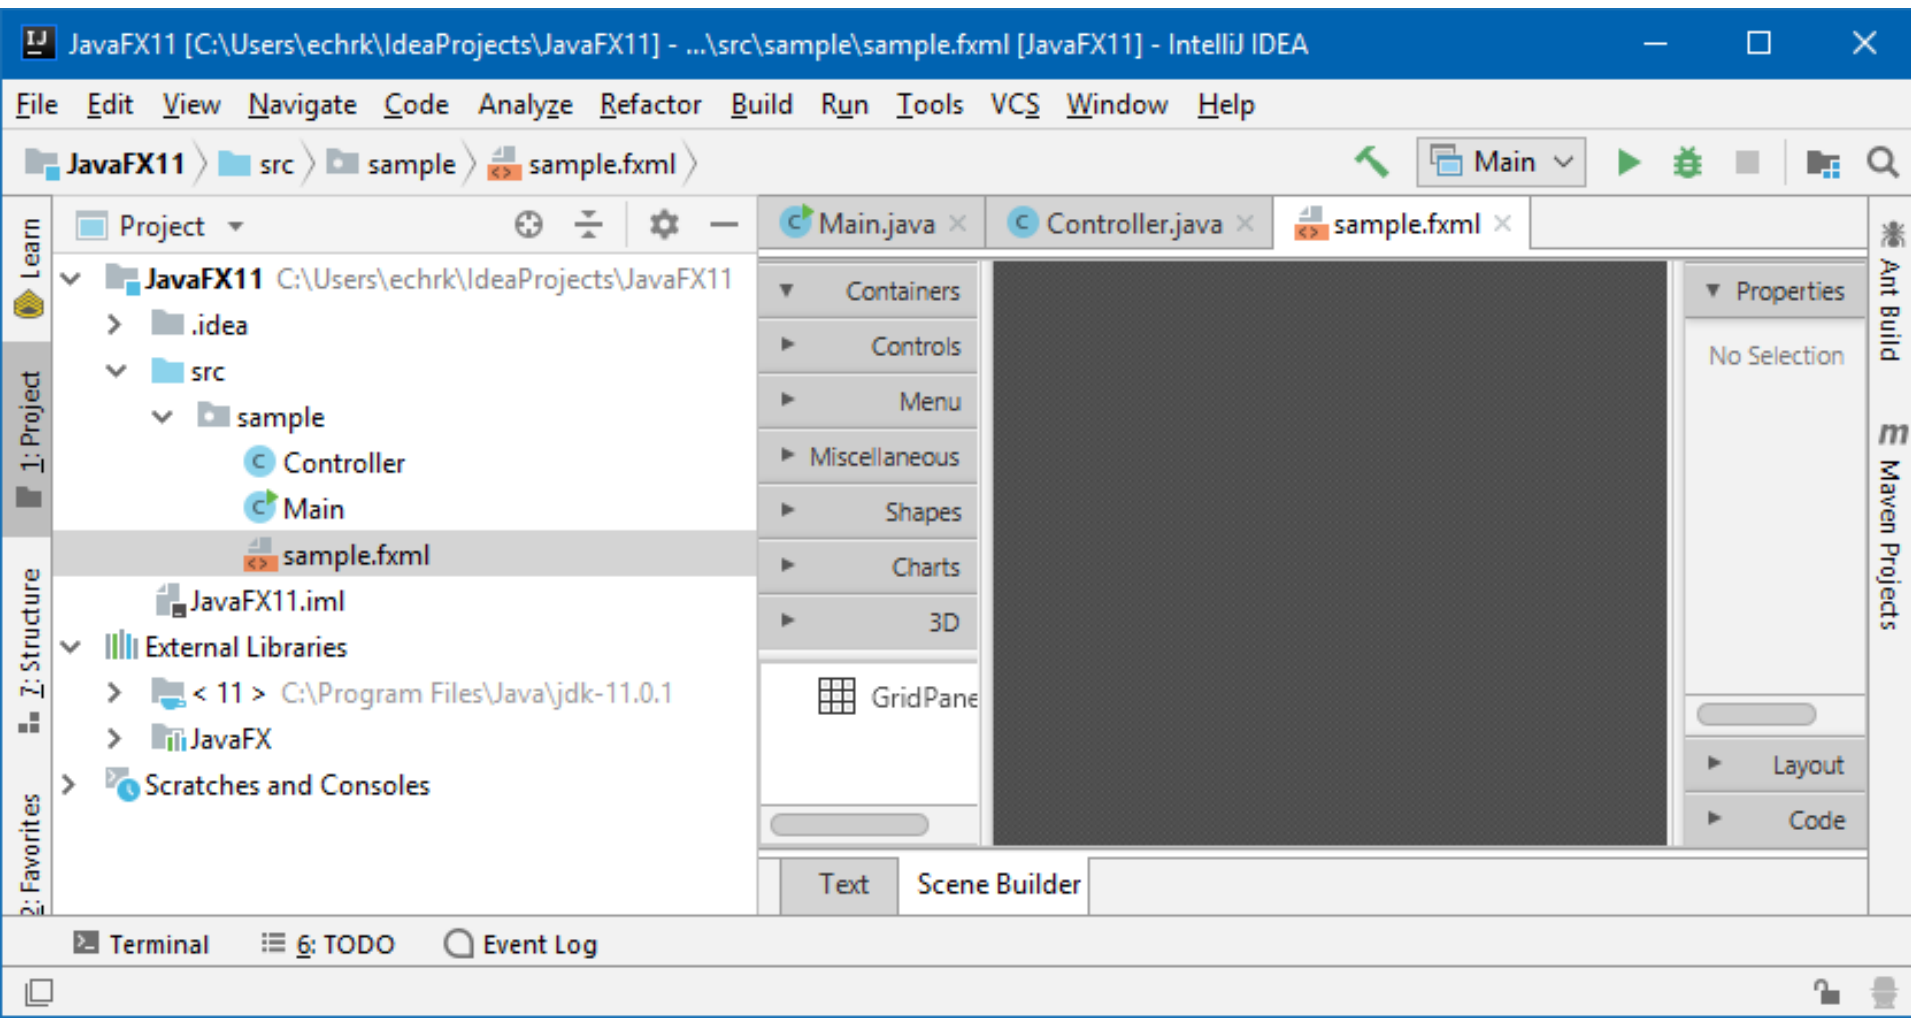 JavaFX11 [C:\Users\echrk\IdeaProjects\JavaFX11] - ...\src\sample\sample.fxml [JavaFX11] - IntelliJ IDEA
File Edit View Navigate Code Analyze Refactor Build Run Tools VCS Window Help
JavaFX11 src sample sample.fxml
Main
Learn
1: Project
7: Structure
2: Favorites
Project
JavaFX11 C:\Users\echrk\IdeaProjects\JavaFX11
.idea
src
sample
Controller
Main
sample.fxml
JavaFX11.iml
External Libraries
< 11 > C:\Program Files\Java\jdk-11.0.1
JavaFX
Scratches and Consoles
Main.java Controller.java sample.fxml
Containers
Controls
Menu
Miscellaneous
Shapes
Charts
3D
GridPane
Text Scene Builder
Properties
No Selection
Layout
Code
Ant Build
Maven Projects
Terminal 6: TODO Event Log